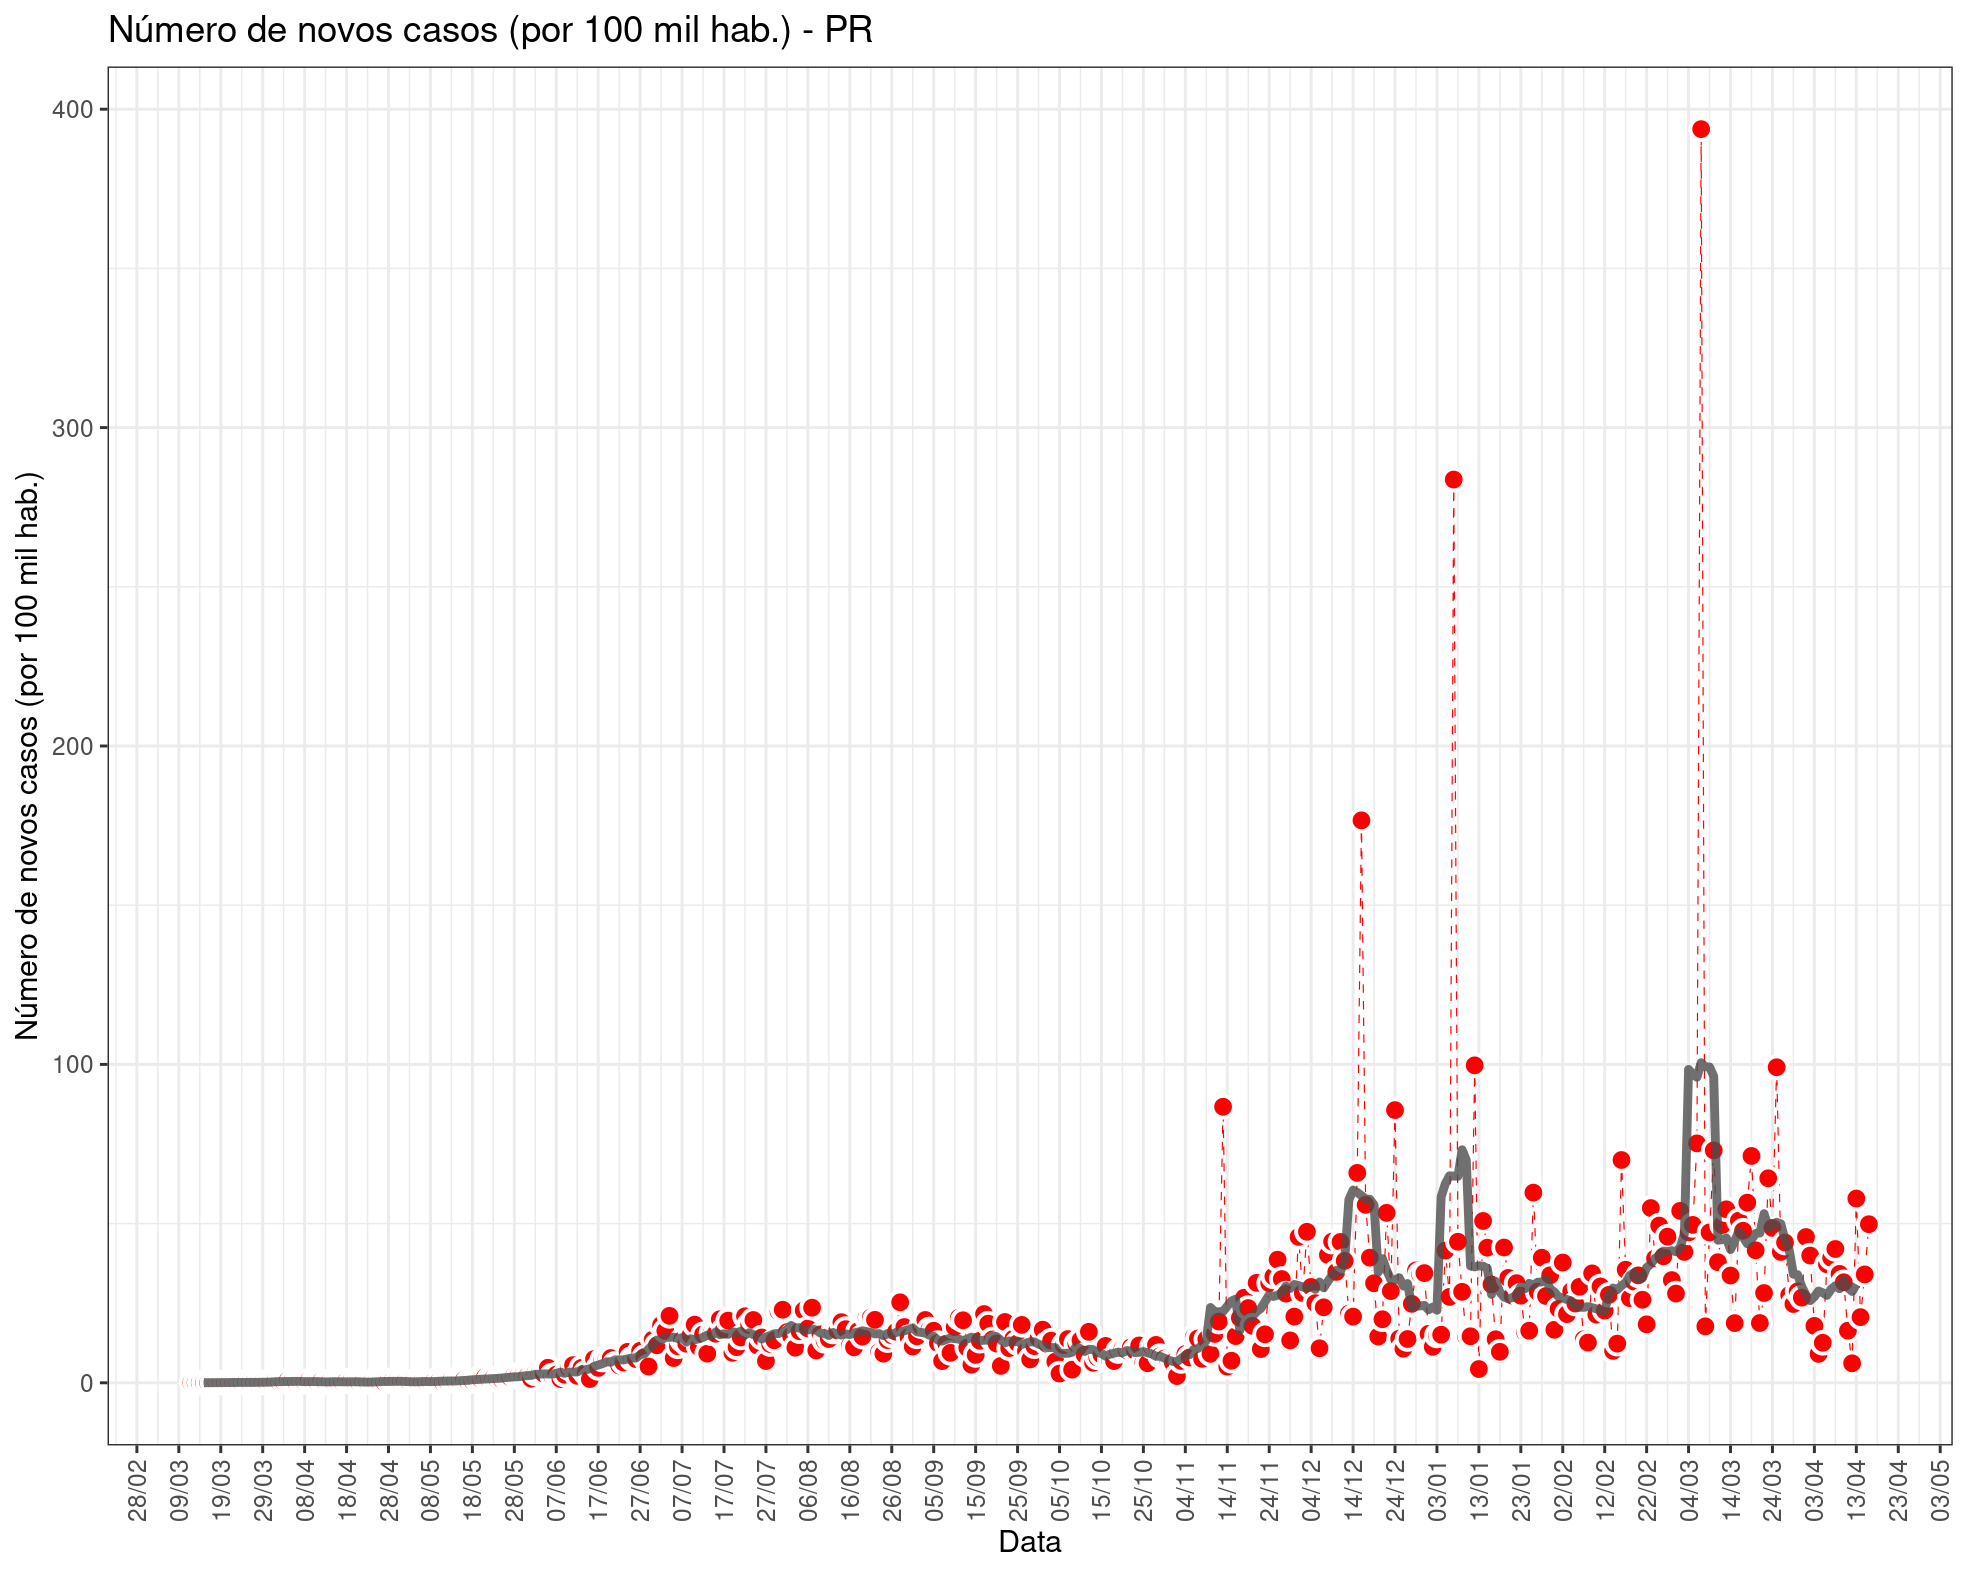 Número de novos casos (por 100 mil hab.) - PR
Número de novos casos (por 100 mil hab.)
400
300
200
100
0
28/02 09/03 19/03 29/03 08/04 18/04 28/04 08/05 18/05 28/05 07/06 17/06 27/06 07/07 17/07 27/07 06/08 16/08 26/08 05/09 15/09 25/09 05/10 15/10 25/10 04/11 14/11 24/11 04/12 14/12 24/12 03/01 13/01 23/01 02/02 12/02 22/02 04/03 14/03 24/03 03/04 13/04 23/04 03/05
Data